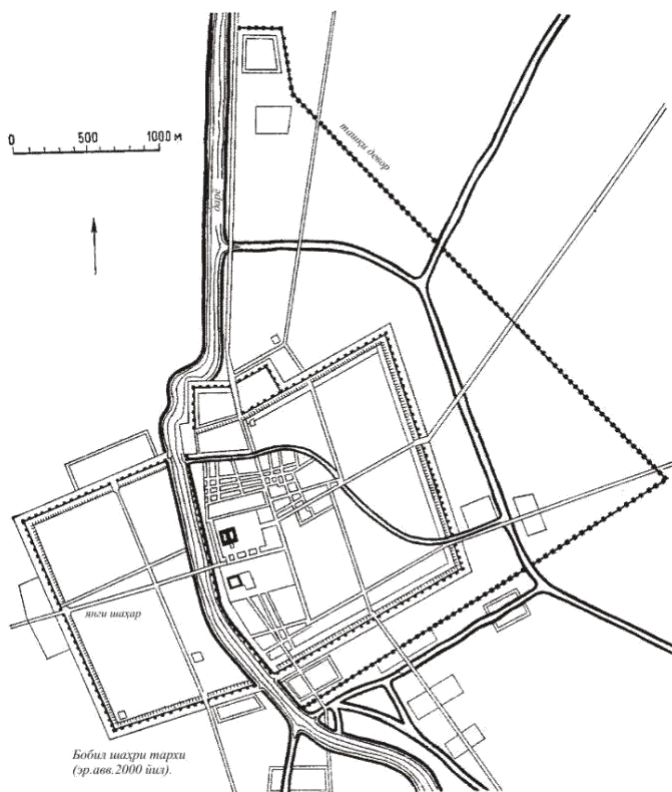 0 500 1000 м
ташқи девор
дарё
янги шаҳар
Бобил шаҳри тархи
(эр.авв.2000 йил).